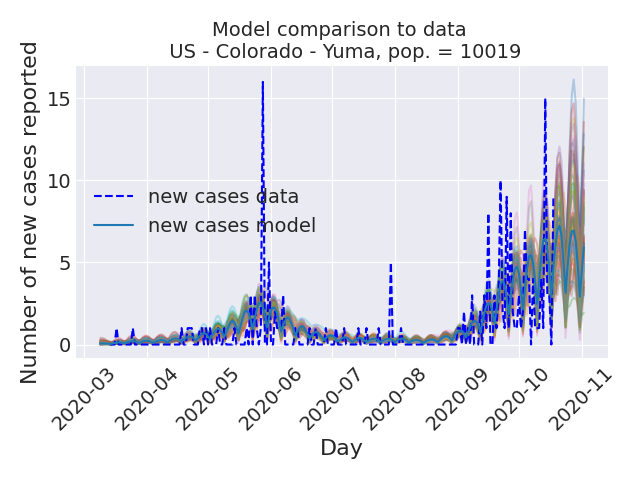 Model comparison to data
US - Colorado - Yuma, pop. = 10019
Number of new cases reported
15
10
5
0
new cases data
new cases model
2020-03
2020-04
2020-05
2020-06
2020-07
2020-08
2020-09
2020-10
2020-11
Day